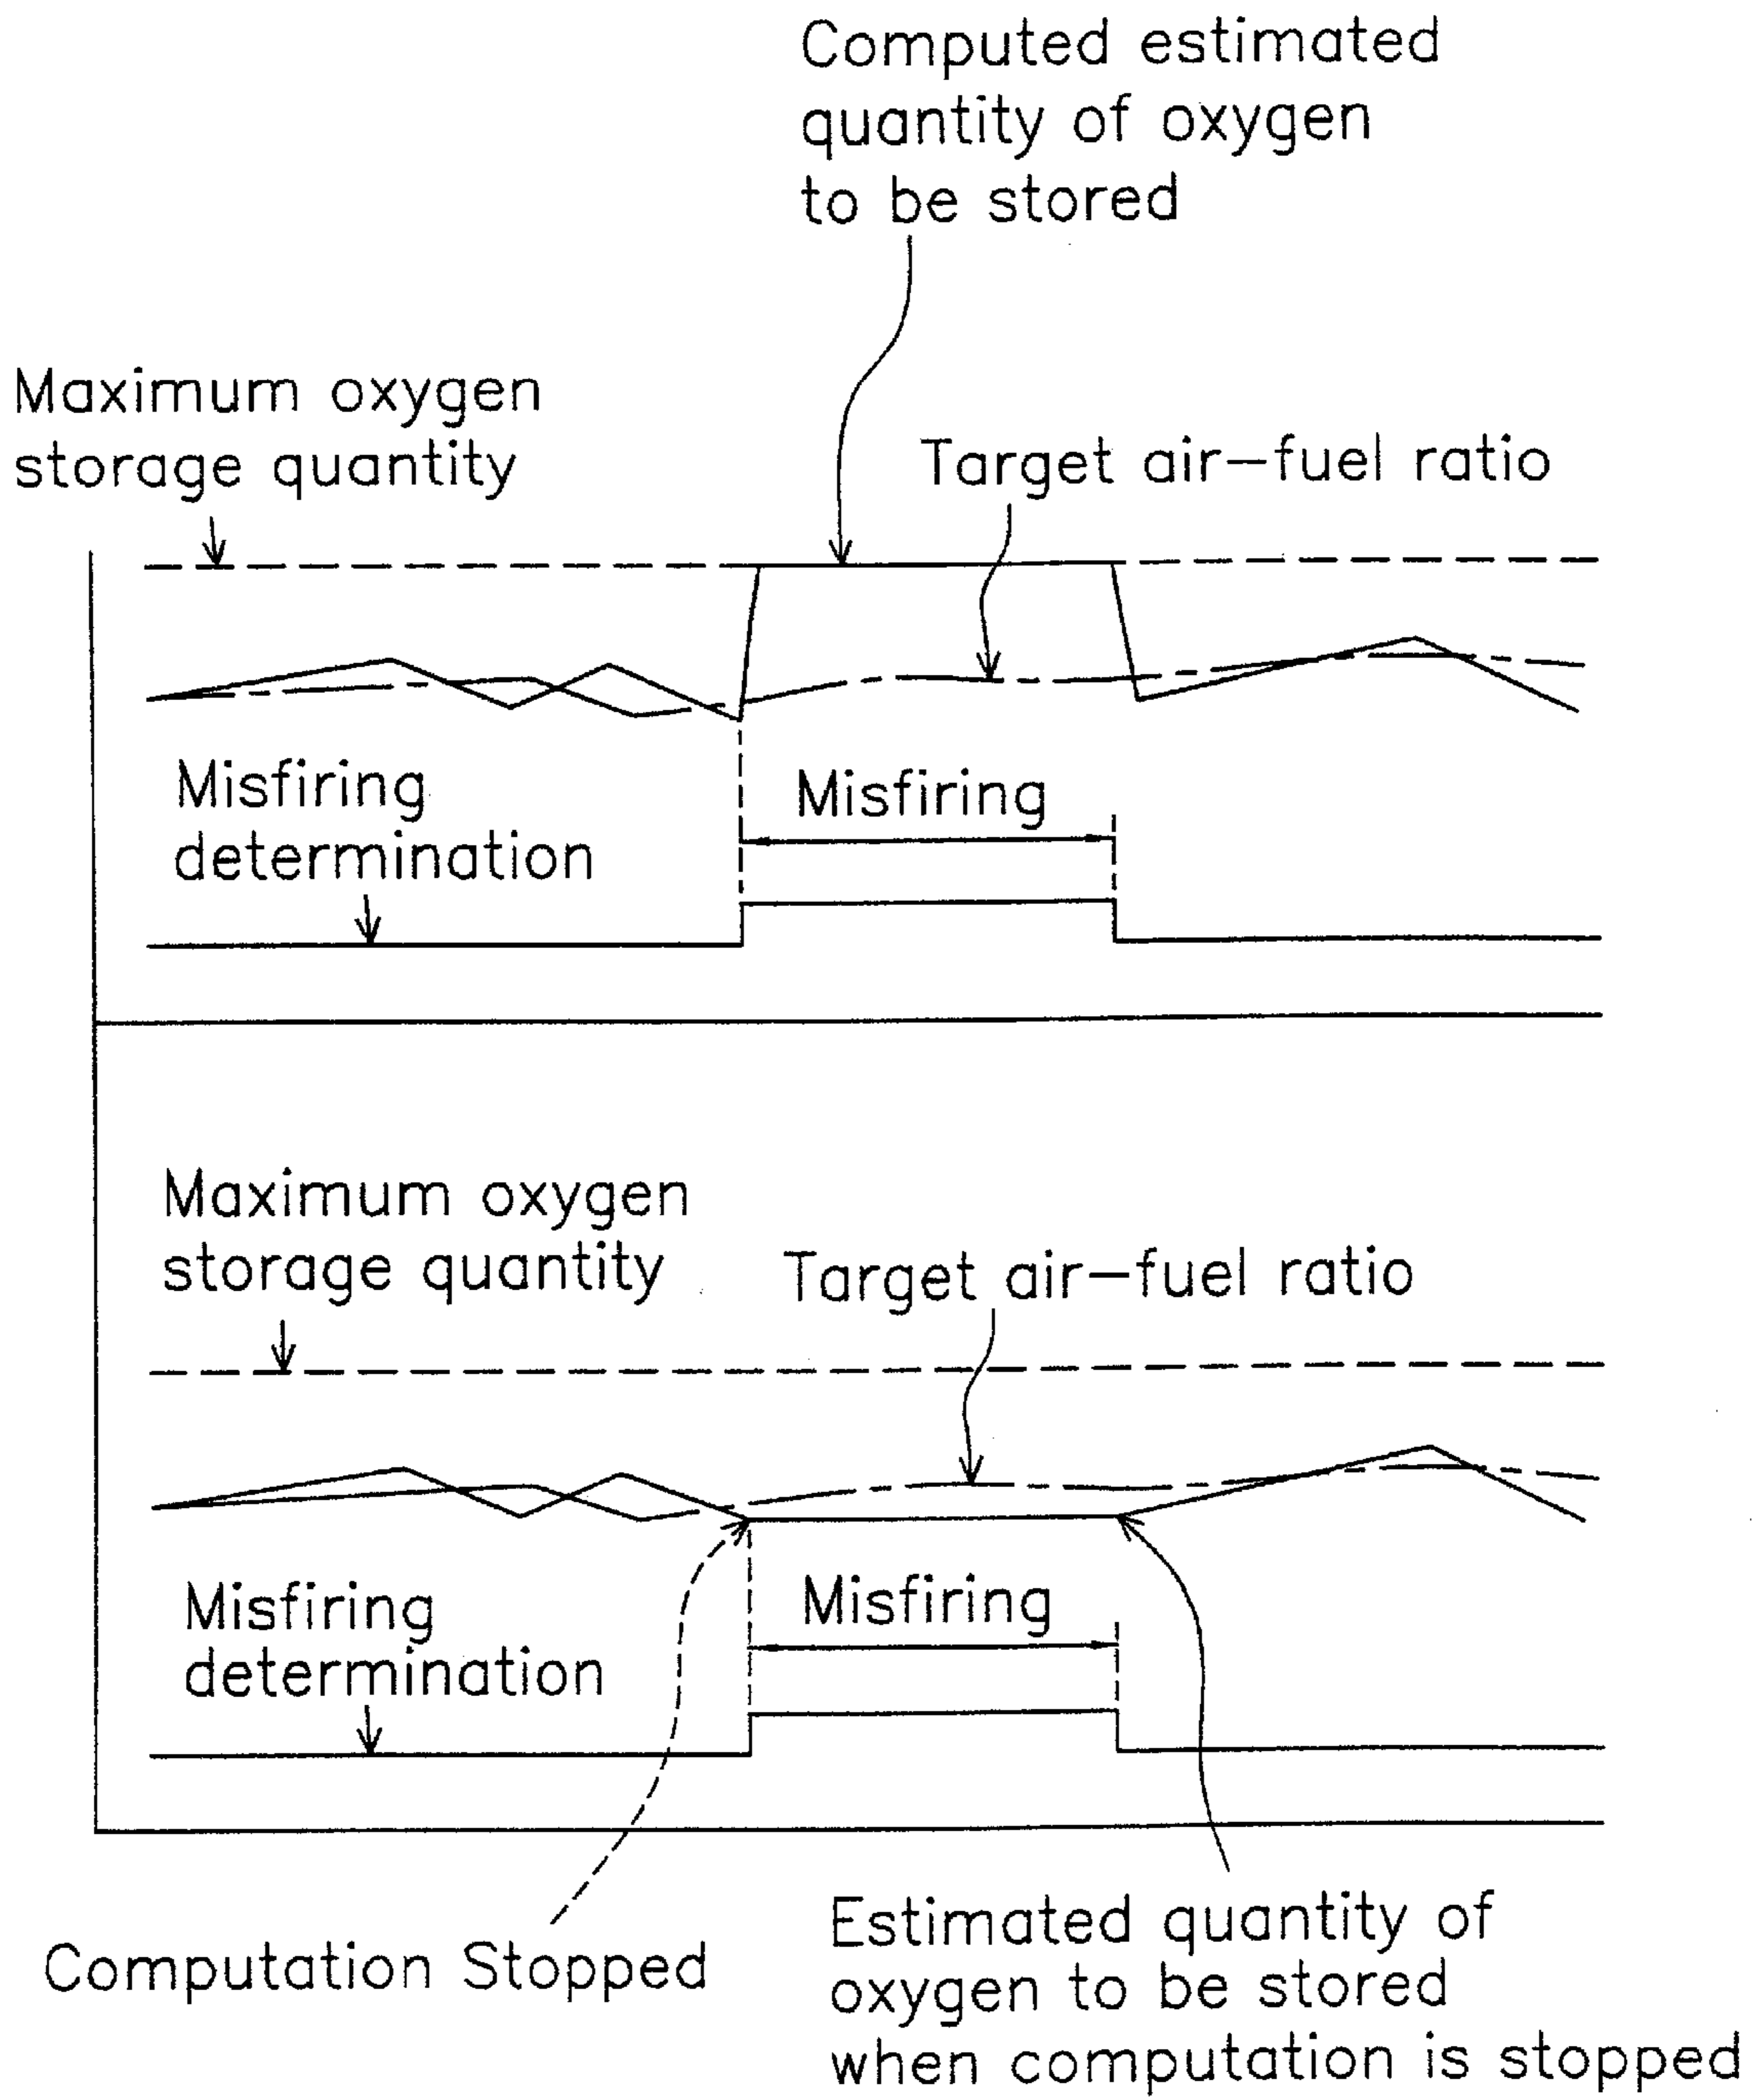 Computed estimated
quantity of oxygen
to be stored
Maximum oxygen
storage quantity
Target air-fuel ratio
Misfiring
determination
Misfiring
Maximum oxygen
storage quantity
Target air-fuel ratio
Misfiring
determination
Misfiring
Computation Stopped
Estimated quantity of
oxygen to be stored
when computation is stopped